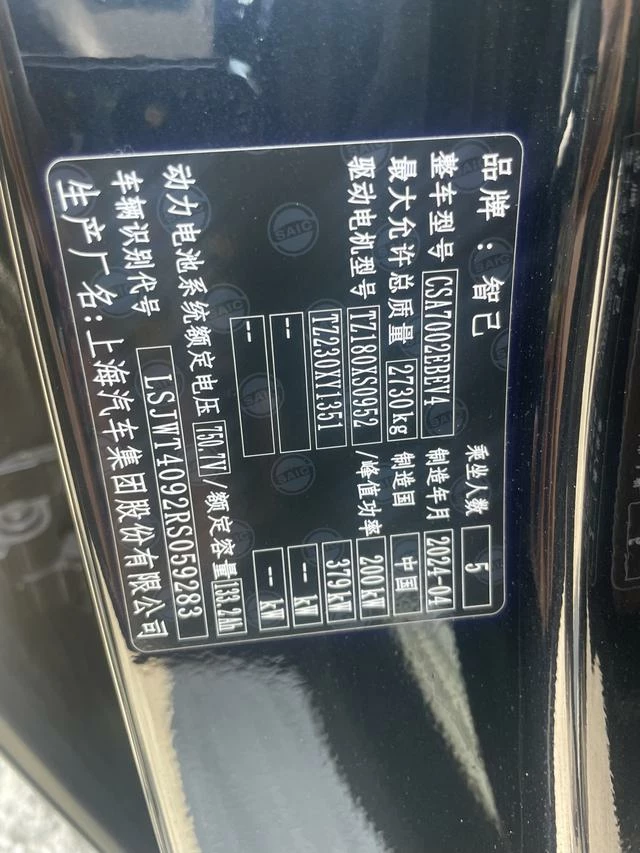 品牌：智己 乘坐人数 5
整车型号 CSA7002EBEV4 制造年月 2024-04
最大允许总质量 2730kg 制造国 中国
驱动电机型号 TZ180XS0952 /峰值功率 200kW
TZ230XY1351 379kW
-- -- kW
-- -- kW
动力电池系统额定电压 750.7V / 额定容量 133.2Ah
车辆识别代号 LSJWT4092RS059283
生产厂名：上海汽车集团股份有限公司
SAIC